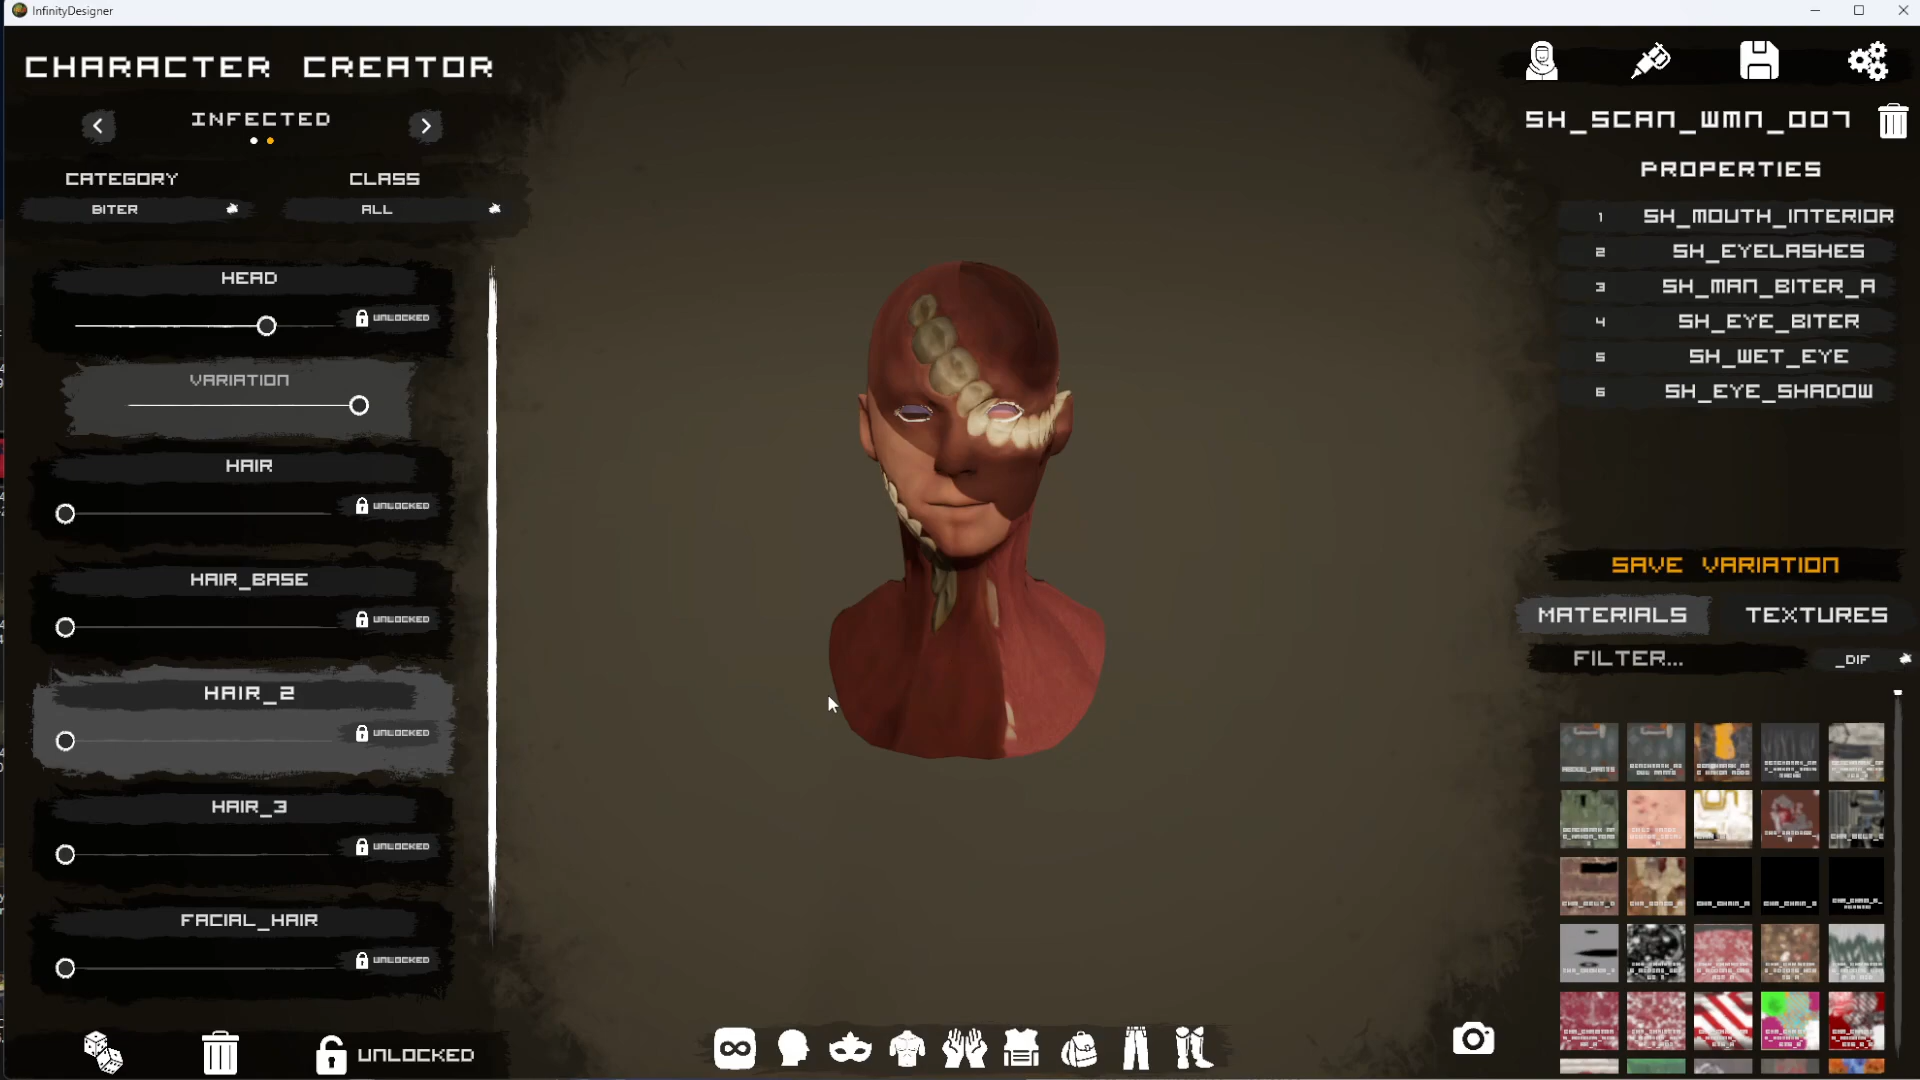 InfinityDesigner
CHARACTER CREATOR
INFECTED
CATEGORY
CLASS
BITER
ALL
HEAD
UNLOCKED
VARIATION
HAIR
UNLOCKED
HAIR_BASE
UNLOCKED
HAIR_2
UNLOCKED
HAIR_3
UNLOCKED
FACIAL_HAIR
UNLOCKED
UNLOCKED
SH_SCAN_WMN_007
PROPERTIES
1 SH_MOUTH_INTERIOR
2 SH_EYELASHES
3 SH_MAN_BITER_A
4 SH_EYE_BITER
5 SH_WET_EYE
6 SH_EYE_SHADOW
SAVE VARIATION
MATERIALS TEXTURES
FILTER... _DIF